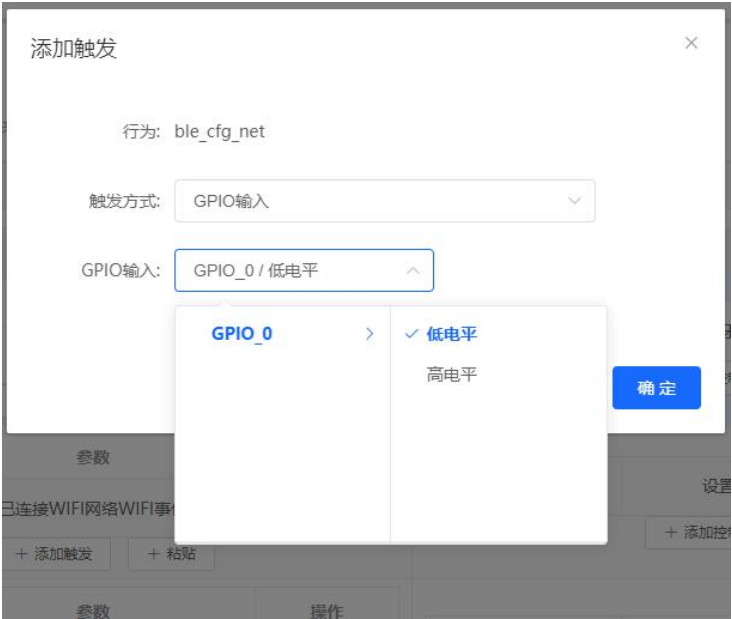 添加触发
行为: ble_cfg_net
触发方式: GPIO输入
GPIO输入: GPIO_0 / 低电平
GPIO_0
低电平
高电平
确定
参数
设置
已连接WIFI网络WIFI事
+ 添加触发
+ 粘贴
+ 添加控
参数
操作